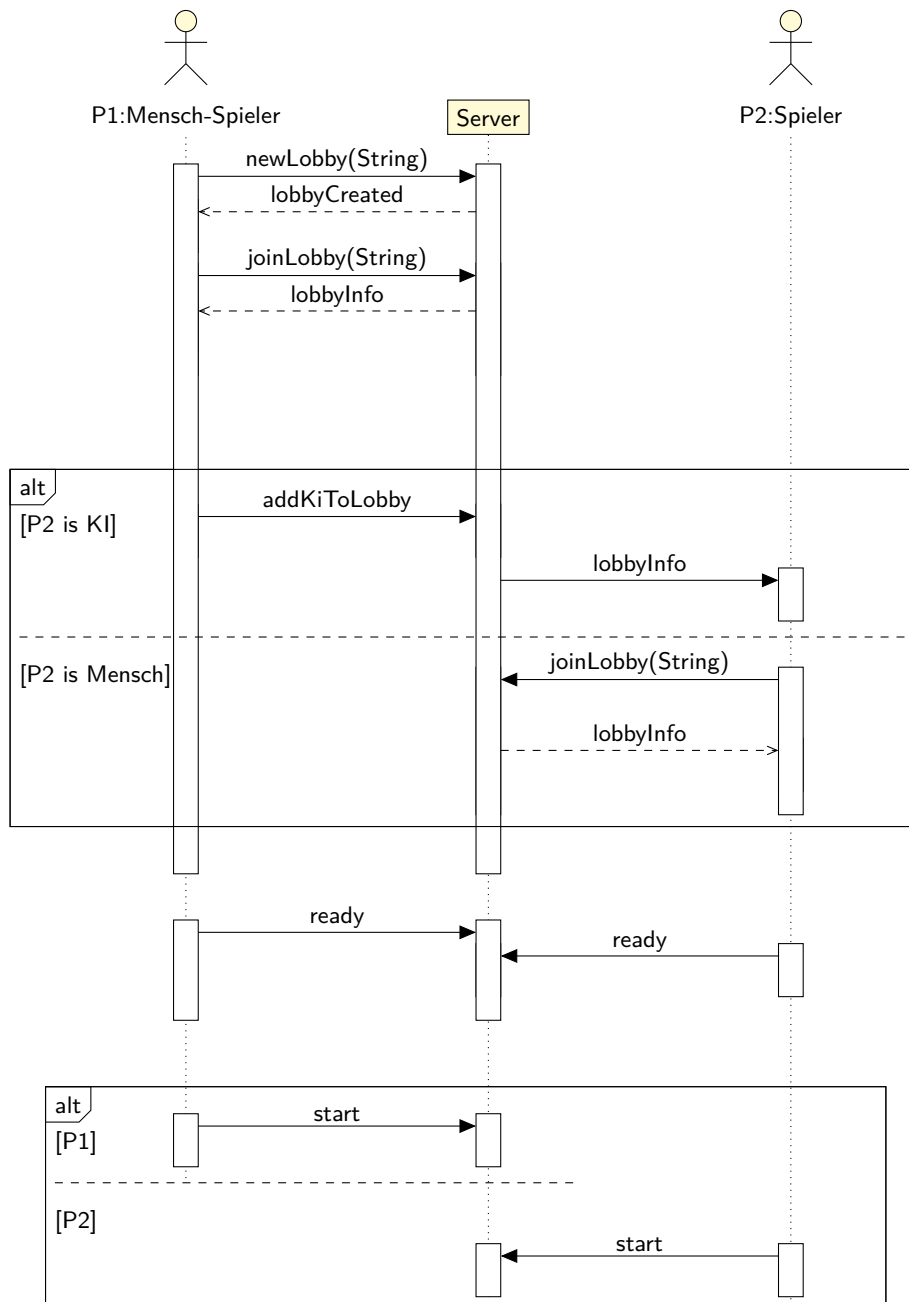 P1:Mensch-Spieler
Server
P2:Spieler
newLobby(String)
lobbyCreated
joinLobby(String)
lobbyInfo
alt
[P2 is KI]
addKiToLobby
lobbyInfo
[P2 is Mensch]
joinLobby(String)
lobbyInfo
ready
ready
alt
[P1]
start
[P2]
start